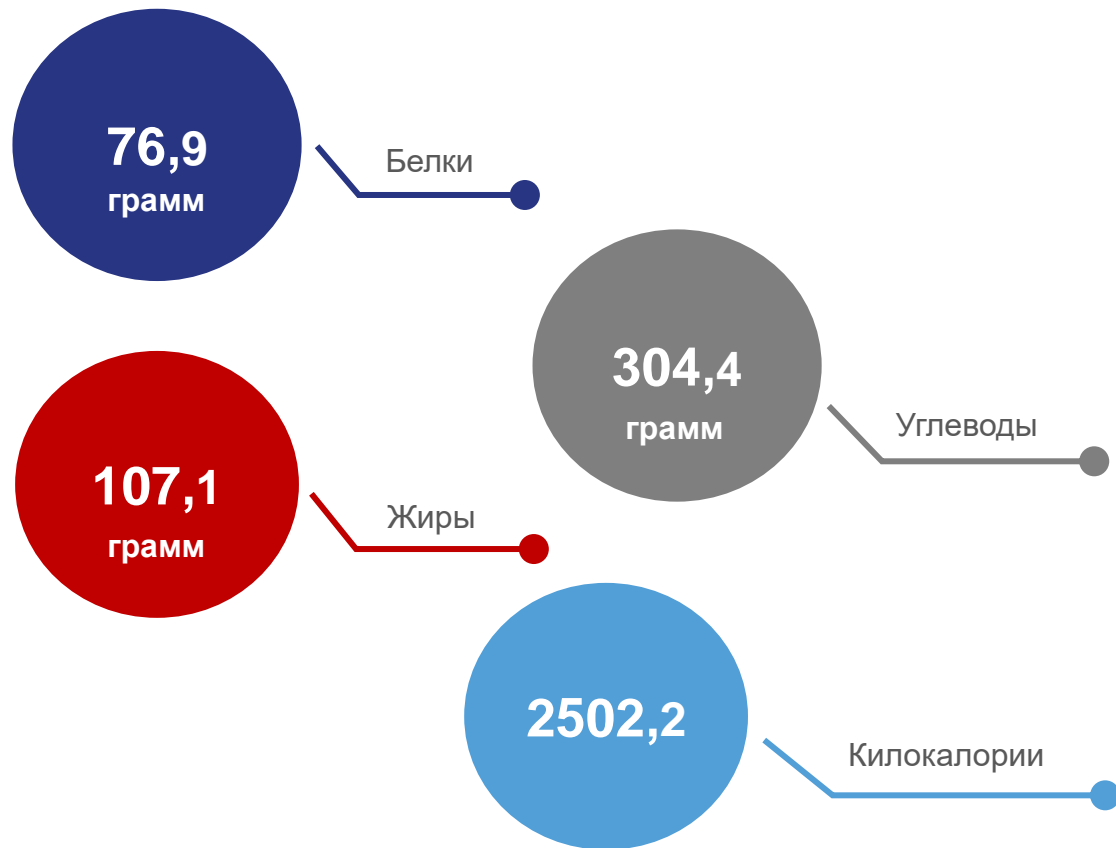 76,9
грамм
Белки
304,4
грамм
Углеводы
107,1
грамм
Жиры
2502,2
Килокалории